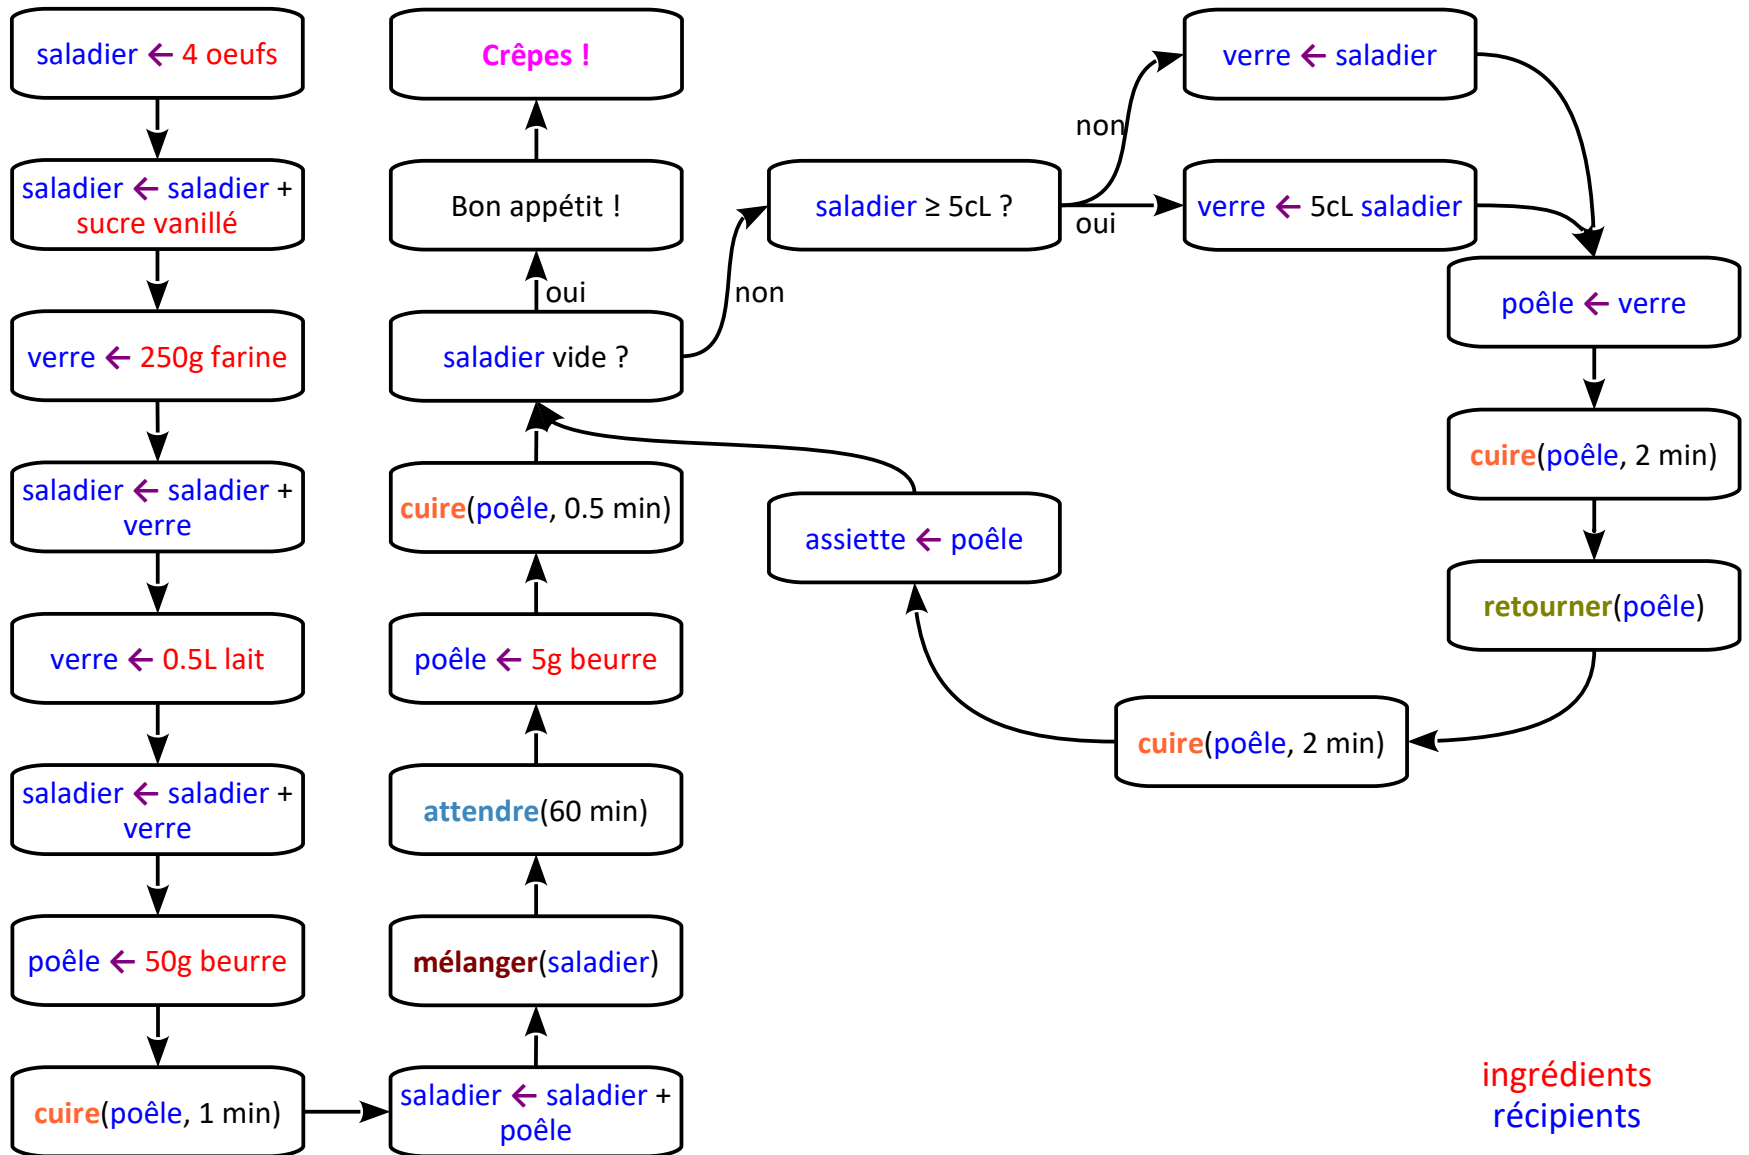 saladier ← 4 oeufs
saladier ← saladier +
sucre vanillé
verre ← 250g farine
saladier ← saladier +
verre
verre ← 0.5L lait
saladier ← saladier +
verre
poêle ← 50g beurre
cuire(poêle, 1 min)
saladier ← saladier +
poêle
mélanger(saladier)
attendre(60 min)
poêle ← 5g beurre
cuire(poêle, 0.5 min)
saladier vide ?
oui
Bon appétit !
Crêpes !
non
saladier ≥ 5cL ?
non
verre ← saladier
oui
verre ← 5cL saladier
poêle ← verre
cuire(poêle, 2 min)
retourner(poêle)
cuire(poêle, 2 min)
assiette ← poêle
ingrédients
récipients